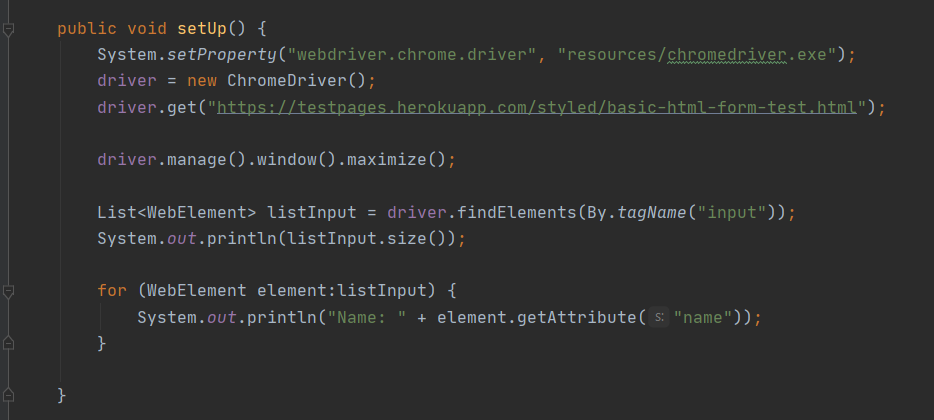 public void setUp() {
System.setProperty("webdriver.chrome.driver", "resources/chromedriver.exe");
driver = new ChromeDriver();
driver.get("https://testpages.herokuapp.com/styled/basic-html-form-test.html");
driver.manage().window().maximize();
List<WebElement> listInput = driver.findElements(By.tagName("input"));
System.out.println(listInput.size());
for (WebElement element:listInput) {
System.out.println("Name: " + element.getAttribute( s: "name"));
}
}